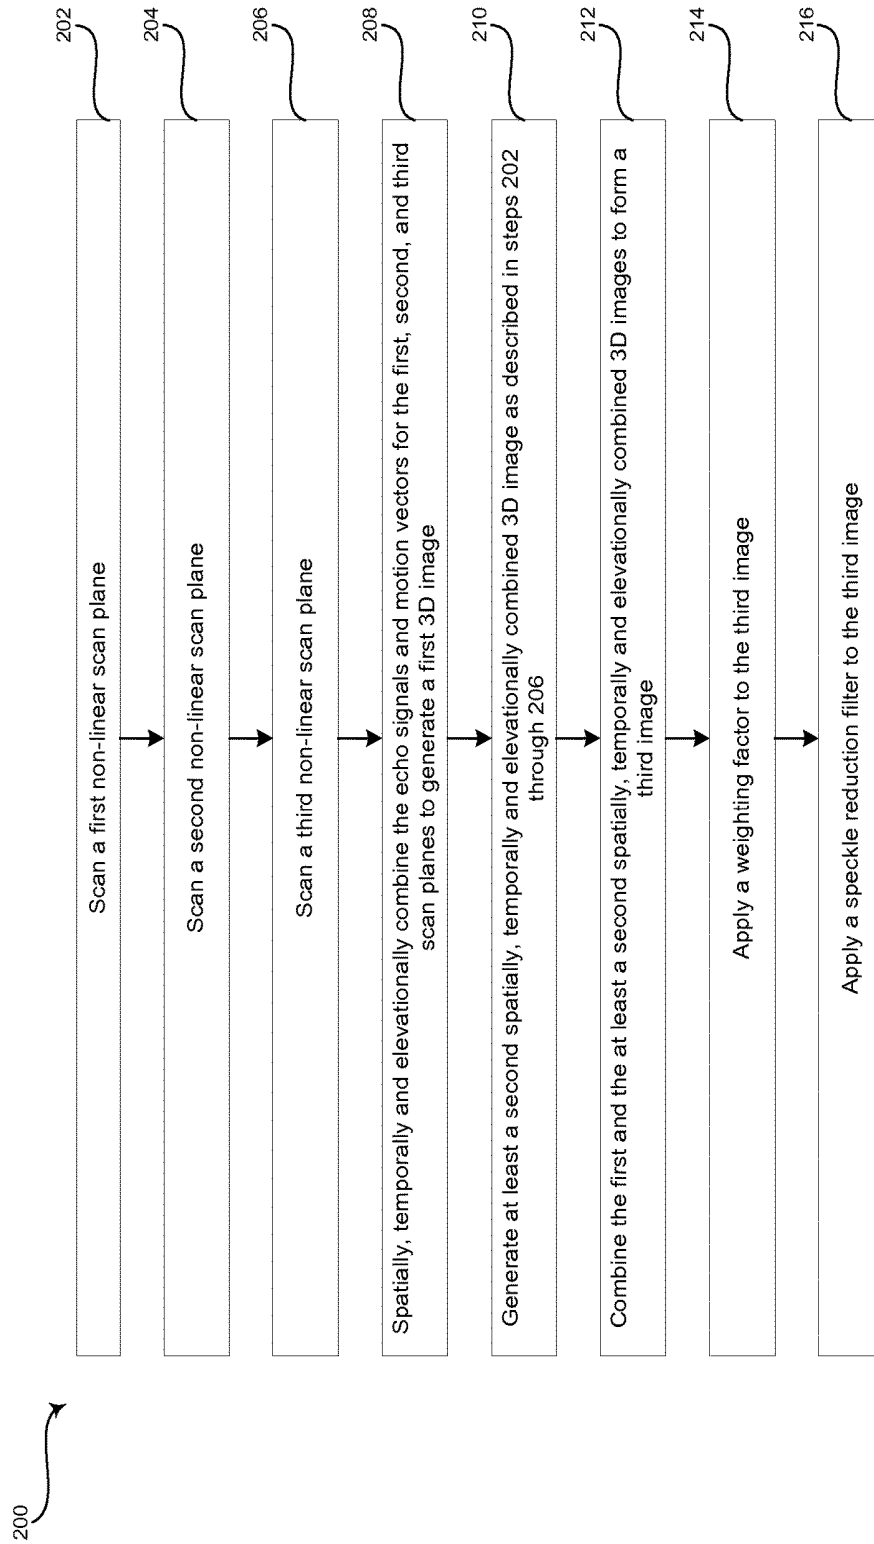 200
202
Scan a first non-linear scan plane
204
Scan a second non-linear scan plane
206
Scan a third non-linear scan plane
208
Spatially, temporally and elevationally combine the echo signals and motion vectors for the first, second, and third
scan planes to generate a first 3D image
210
Generate at least a second spatially, temporally and elevationally combined 3D image as described in steps 202
through 206
212
Combine the first and the at least a second spatially, temporally and elevationally combined 3D images to form a
third image
214
Apply a weighting factor to the third image
216
Apply a speckle reduction filter to the third image